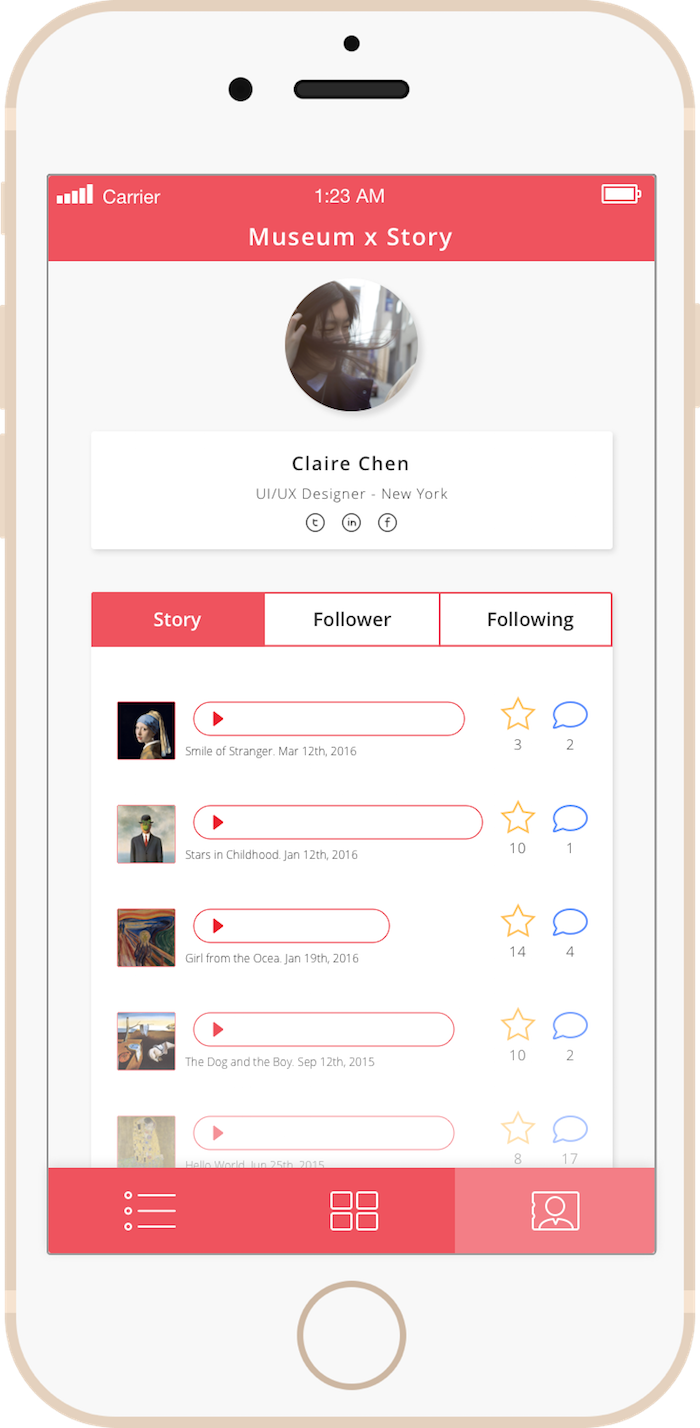 Carrier 1:23 AM
Museum x Story
Claire Chen
UI/UX Designer - New York
t in f
Story Follower Following
Smile of Stranger. Mar 12th, 2016
3 2
Stars in Childhood. Jan 12th, 2016
10 1
Girl from the Ocea. Jan 19th, 2016
14 4
The Dog and the Boy. Sep 12th, 2015
10 2
Hello World. Jun 25th, 2015
8 17